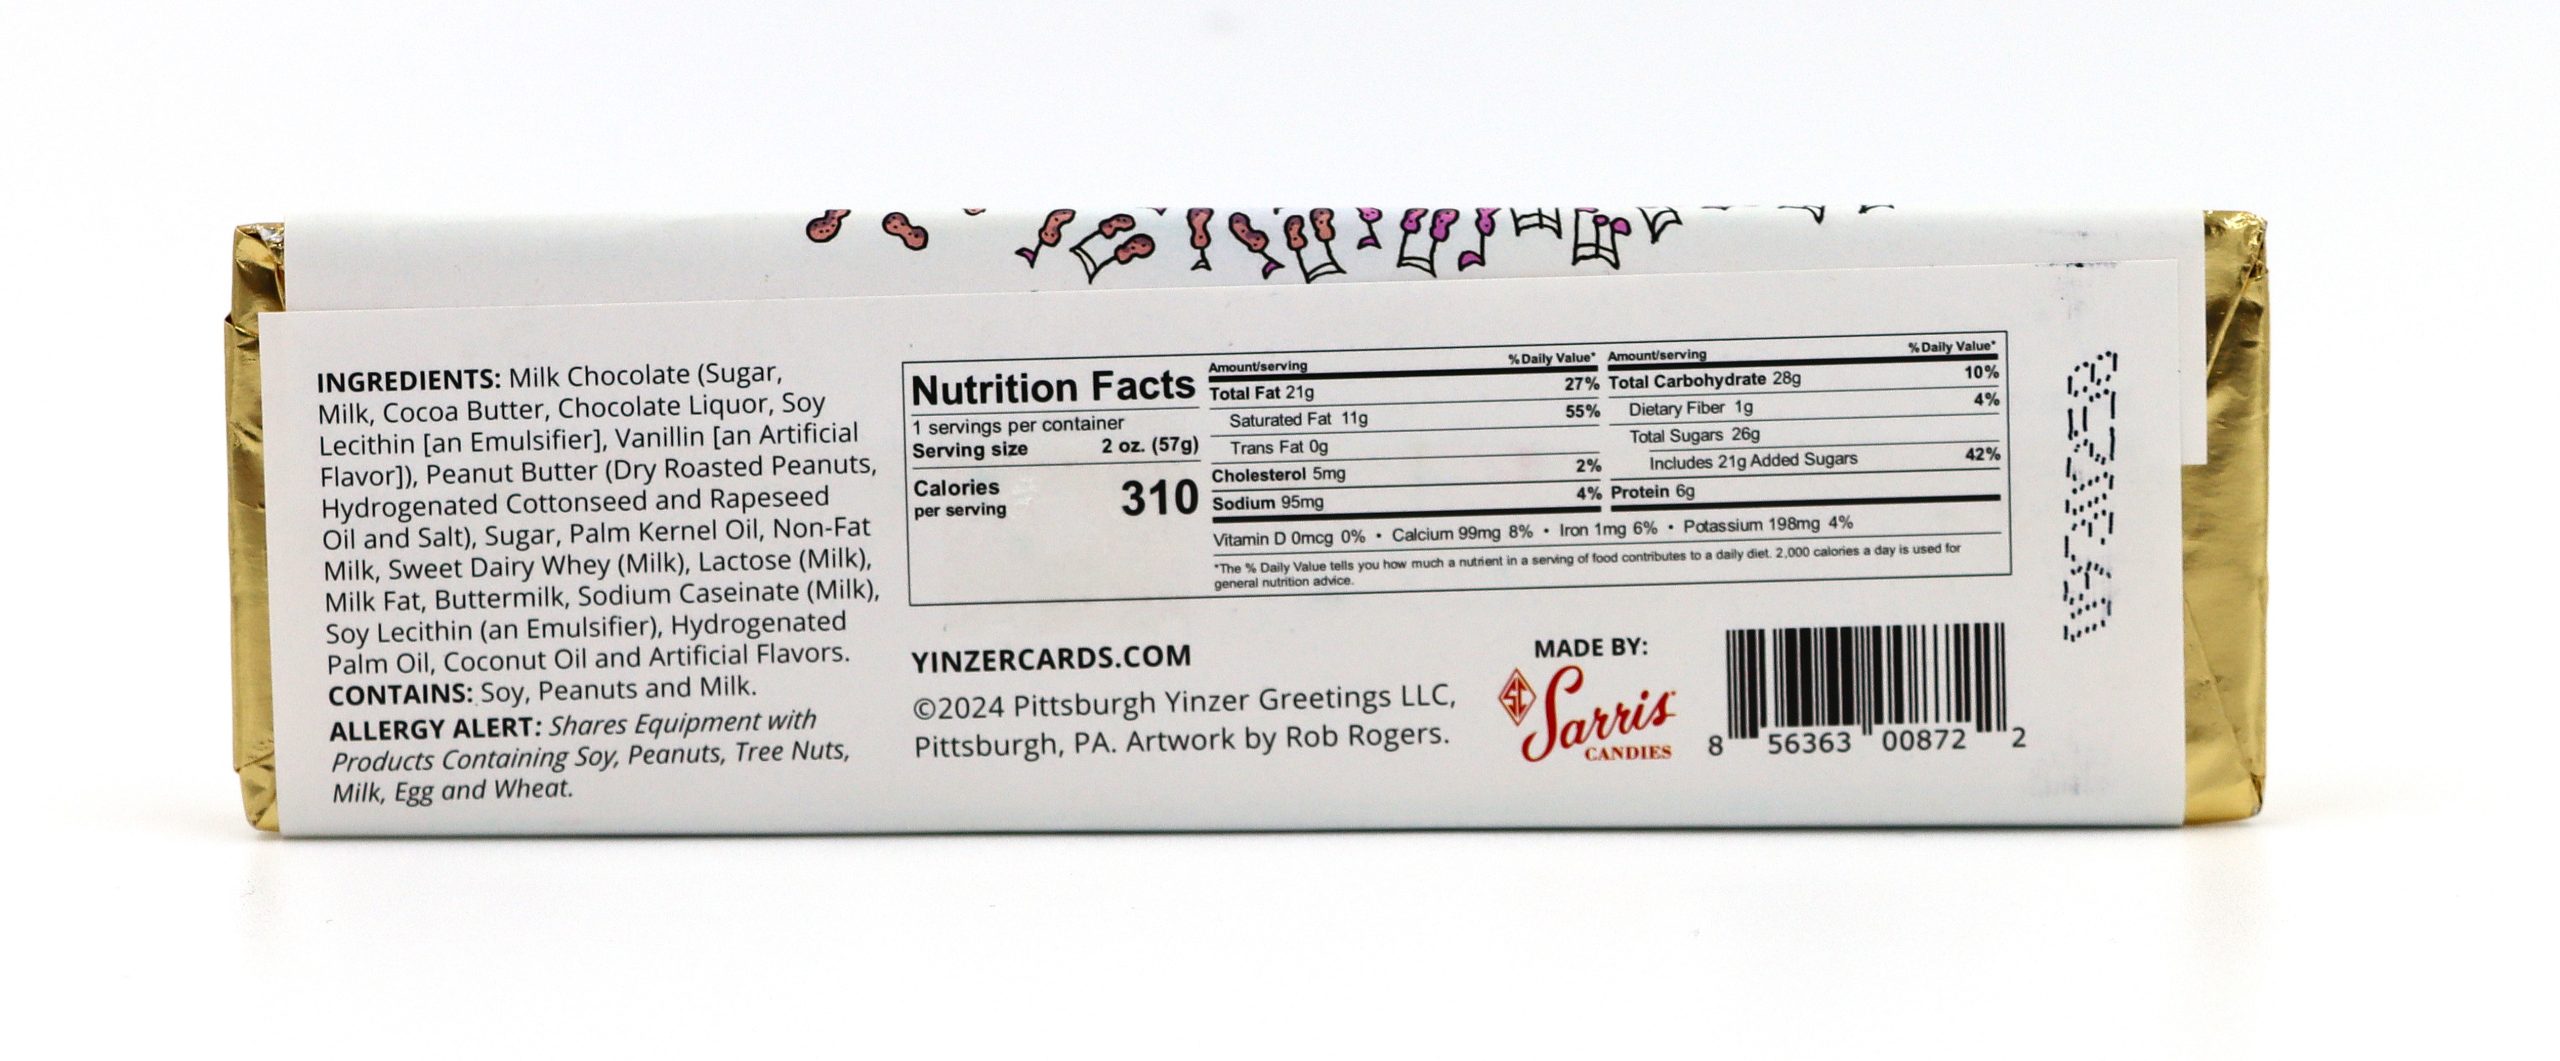 INGREDIENTS: Milk Chocolate (Sugar,
Milk, Cocoa Butter, Chocolate Liquor, Soy
Lecithin [an Emulsifier], Vanillin [an Artificial
Flavor]), Peanut Butter (Dry Roasted Peanuts,
Hydrogenated Cottonseed and Rapeseed
Oil and Salt), Sugar, Palm Kernel Oil, Non-Fat
Milk, Sweet Dairy Whey (Milk), Lactose (Milk),
Milk Fat, Buttermilk, Sodium Caseinate (Milk),
Soy Lecithin (an Emulsifier), Hydrogenated
Palm Oil, Coconut Oil and Artificial Flavors.
CONTAINS: Soy, Peanuts and Milk.
ALLERGY ALERT: Shares Equipment with
Products Containing Soy, Peanuts, Tree Nuts,
Milk, Egg and Wheat.
Nutrition Facts
1 servings per container
Serving size 2 oz. (57g)
Calories
per serving 310
Amount/serving % Daily Value*
Total Fat 21g 27%
Saturated Fat 11g 55%
Trans Fat 0g
Cholesterol 5mg 2%
Sodium 95mg 4%
Amount/serving % Daily Value*
Total Carbohydrate 28g 10%
Dietary Fiber 1g 4%
Total Sugars 26g
Includes 21g Added Sugars 42%
Protein 6g
Vitamin D 0mcg 0% • Calcium 99mg 8% • Iron 1mg 6% • Potassium 198mg 4%
*The % Daily Value tells you how much a nutrient in a serving of food contributes to a daily diet. 2,000 calories a day is used for
general nutrition advice.
YINZERCARDS.COM
©2024 Pittsburgh Yinzer Greetings LLC,
Pittsburgh, PA. Artwork by Rob Rogers.
MADE BY:
SC
Sarris
CANDIES
8 56363 00872 2